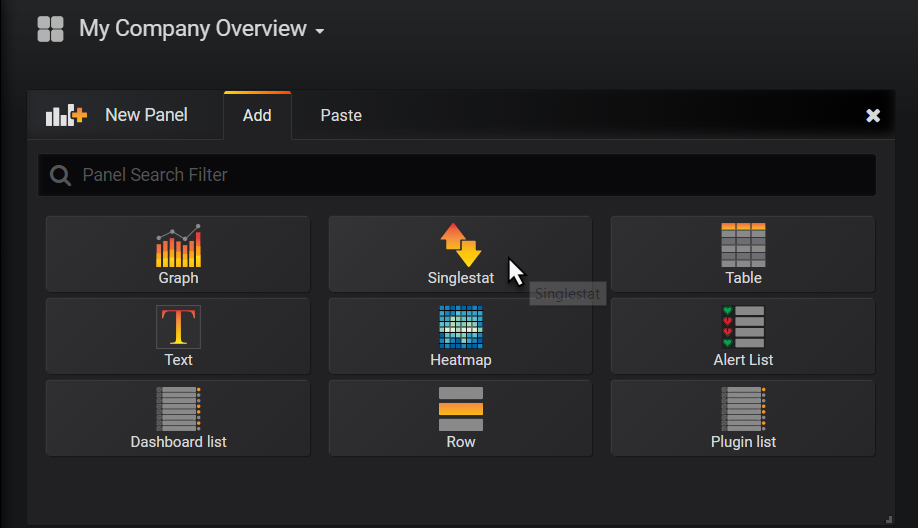 My Company Overview
New Panel
Add
Paste
Panel Search Filter
Graph
Singlestat
Table
Singlestat
Text
Heatmap
Alert List
Dashboard list
Row
Plugin list